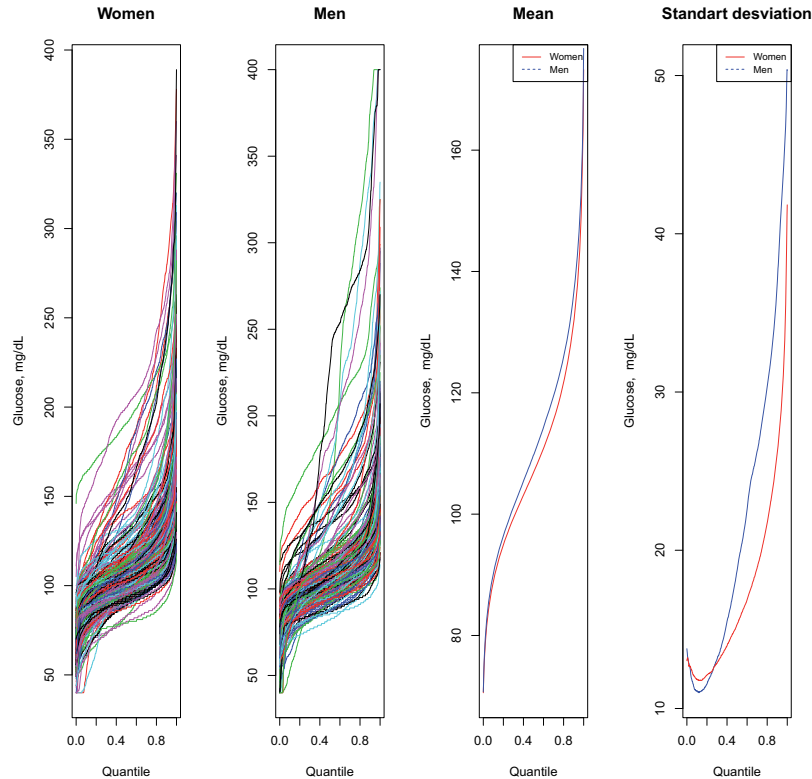 Women
Glucose, mg/dL
400
350
300
250
200
150
100
50
0.0 0.4 0.8
Quantile
Men
Glucose, mg/dL
400
350
300
250
200
150
100
50
0.0 0.4 0.8
Quantile
Mean
Glucose, mg/dL
160
140
120
100
80
Women
Men
0.0 0.4 0.8
Quantile
Standart desviation
Glucose, mg/dL
50
40
30
20
10
Women
Men
0.0 0.4 0.8
Quantile